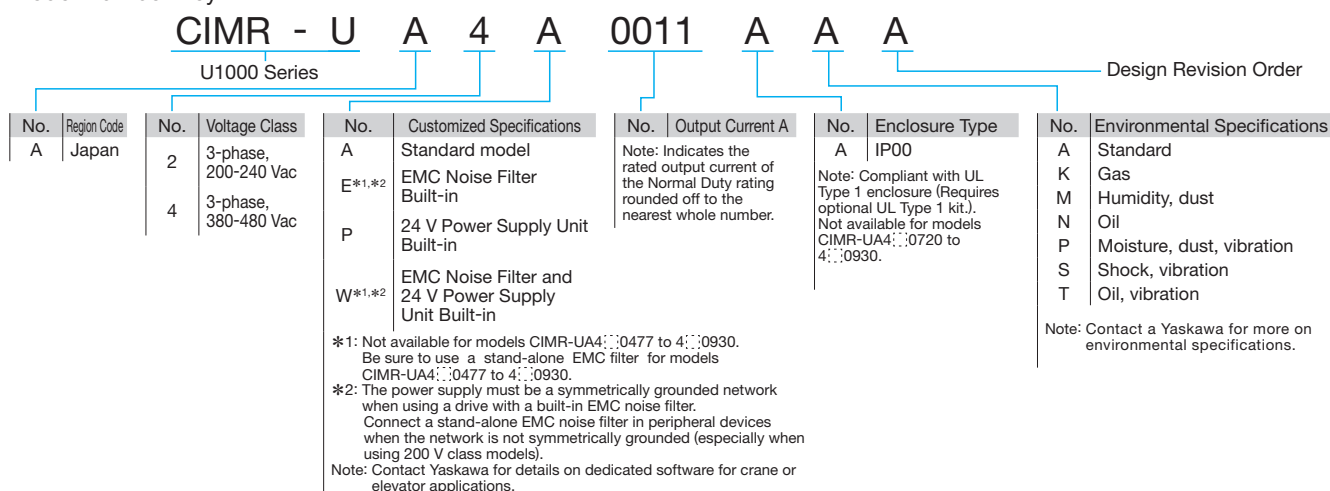 CIMR - U A 4 A 0011 A A A
U1000 Series
Design Revision Order
No. Region Code
A Japan
No. Voltage Class
2 3-phase,
200-240 Vac
4 3-phase,
380-480 Vac
No. Customized Specifications
A Standard model
E*1,*2 EMC Noise Filter
Built-in
P 24 V Power Supply Unit
Built-in
W*1,*2 EMC Noise Filter and
24 V Power Supply
Unit Built-in
*1: Not available for models CIMR-UA4⬚0477 to 4⬚0930.
Be sure to use a stand-alone EMC filter for models
CIMR-UA4⬚0477 to 4⬚0930.
*2: The power supply must be a symmetrically grounded network
when using a drive with a built-in EMC noise filter.
Connect a stand-alone EMC noise filter in peripheral devices
when the network is not symmetrically grounded (especially when
using 200 V class models).
Note: Contact Yaskawa for details on dedicated software for crane or
elevator applications.
No. Output Current A
Note: Indicates the
rated output current of
the Normal Duty rating
rounded off to the
nearest whole number.
No. Enclosure Type
A IP00
Note: Compliant with UL
Type 1 enclosure (Requires
optional UL Type 1 kit.).
Not available for models
CIMR-UA4⬚0720 to
4⬚0930.
No. Environmental Specifications
A Standard
K Gas
M Humidity, dust
N Oil
P Moisture, dust, vibration
S Shock, vibration
T Oil, vibration
Note: Contact a Yaskawa for more on
environmental specifications.